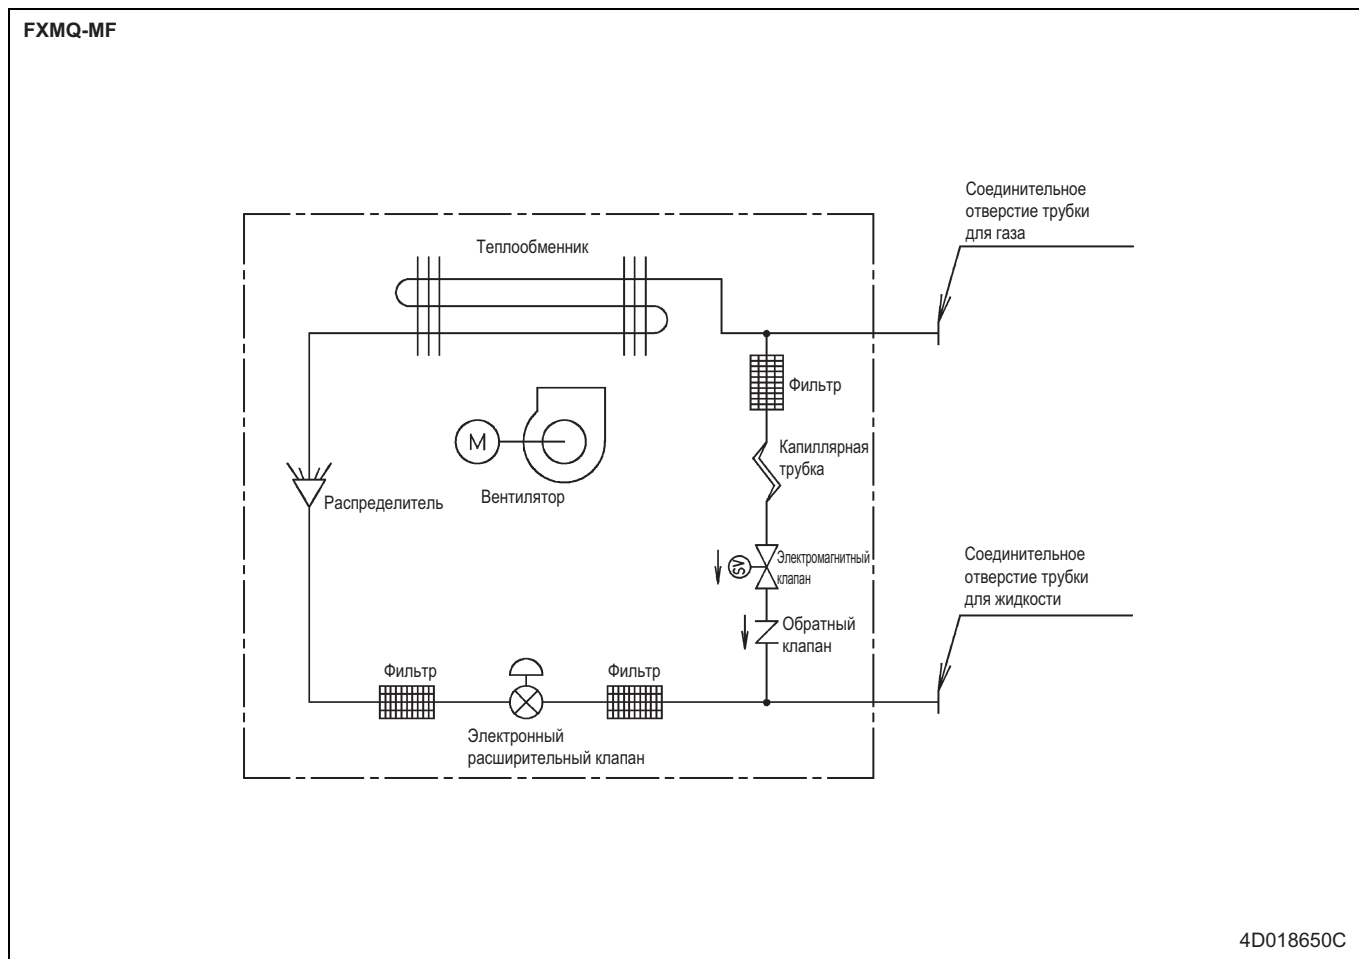 FXMQ-MF
Соединительное
отверстие трубки
для газа
Теплообменник
Фильтр
M
Капиллярная
трубка
Вентилятор
Распределитель
SV
Электромагнитный
клапан
Соединительное
отверстие трубки
для жидкости
Обратный
клапан
Фильтр
Фильтр
Электронный
расширительный клапан
4D018650C